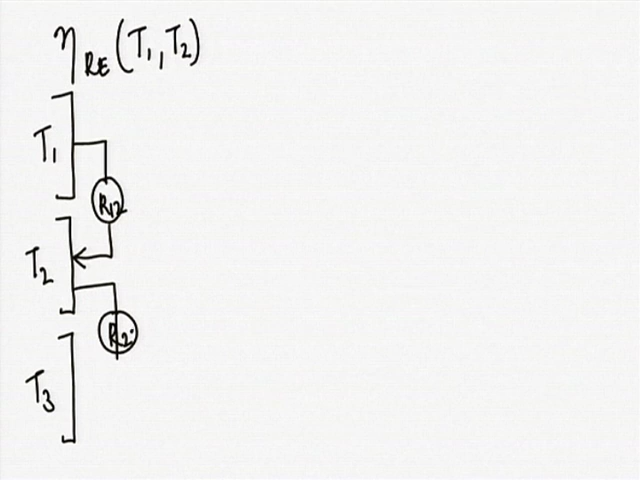 η_RE (T₁, T₂)
T₁
R₁₂
T₂
R₂
T₃